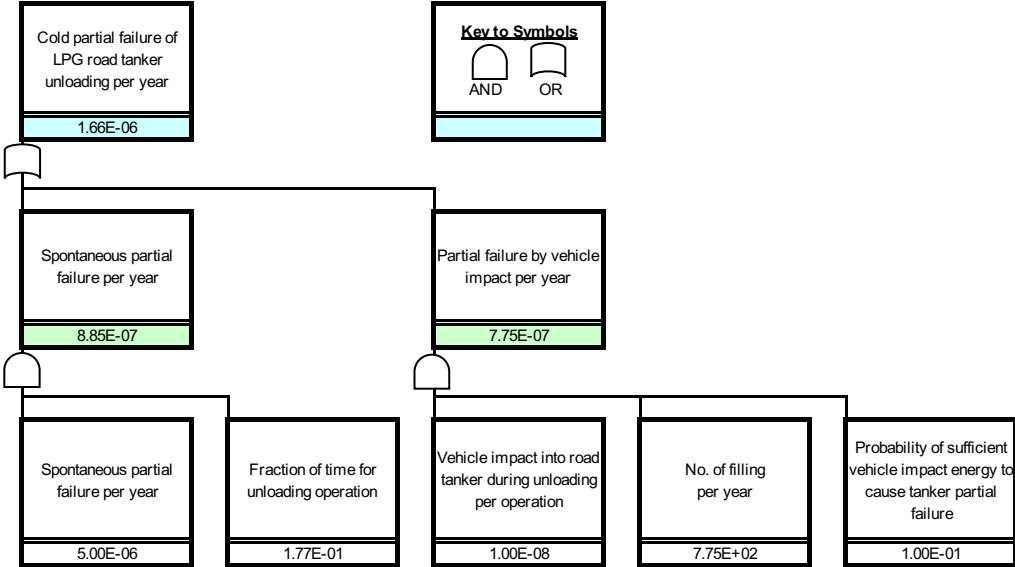 Cold partial failure of
LPG road tanker
unloading per year
1.66E-06
Key to Symbols
AND OR
Spontaneous partial
failure per year
8.85E-07
Partial failure by vehicle
impact per year
7.75E-07
Spontaneous partial
failure per year
5.00E-06
Fraction of time for
unloading operation
1.77E-01
Vehicle impact into road
tanker during unloading
per operation
1.00E-08
No. of filling
per year
7.75E+02
Probability of sufficient
vehicle impact energy to
cause tanker partial
failure
1.00E-01